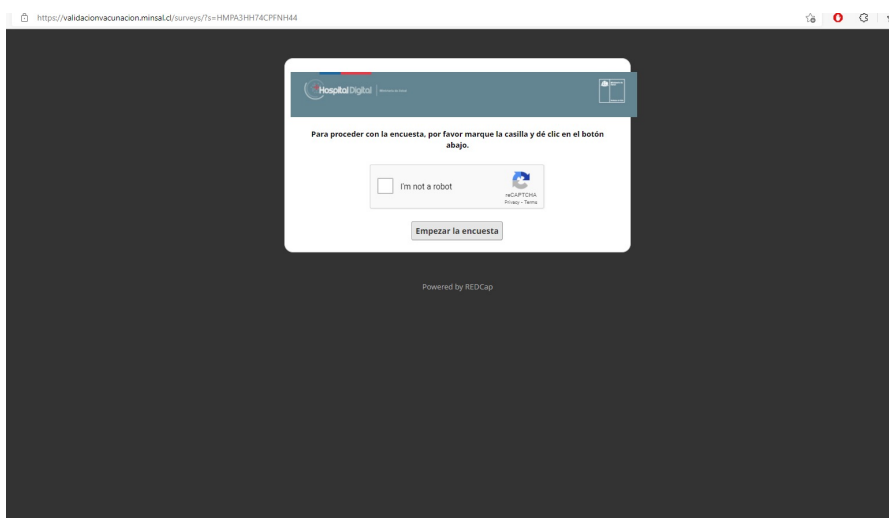 https://validacionvacunacion.minsal.cl/surveys/?s=HMPA3HH74CPFNH44
Hospital Digital
Para proceder con la encuesta, por favor marque la casilla y dé clic en el botón
abajo.
I'm not a robot
reCAPTCHA
Privacy - Terms
Empezar la encuesta
Powered by REDCap